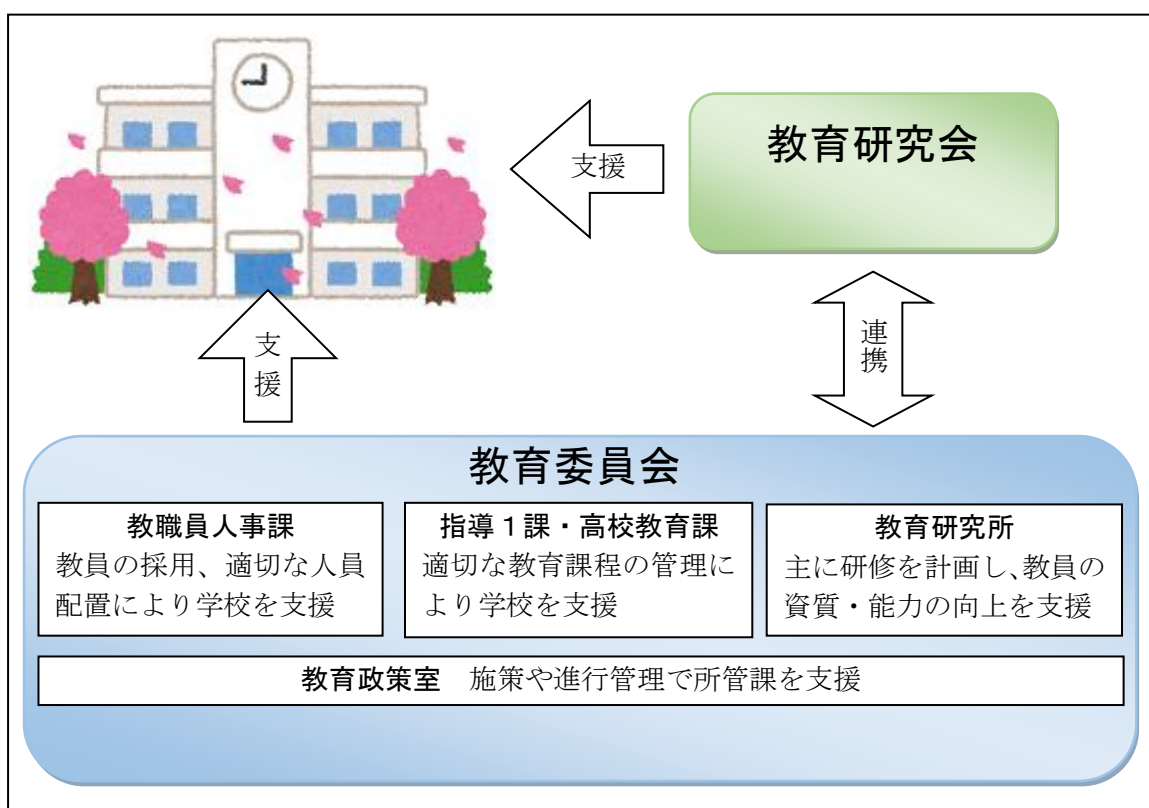 教育研究会
支援
連
携
支
援
教育委員会
教職員人事課
教員の採用、適切な人員
配置により学校を支援
指導1課・高校教育課
適切な教育課程の管理に
より学校を支援
教育研究所
主に研修を計画し、教員の
資質・能力の向上を支援
教育政策室 施策や進行管理で所管課を支援